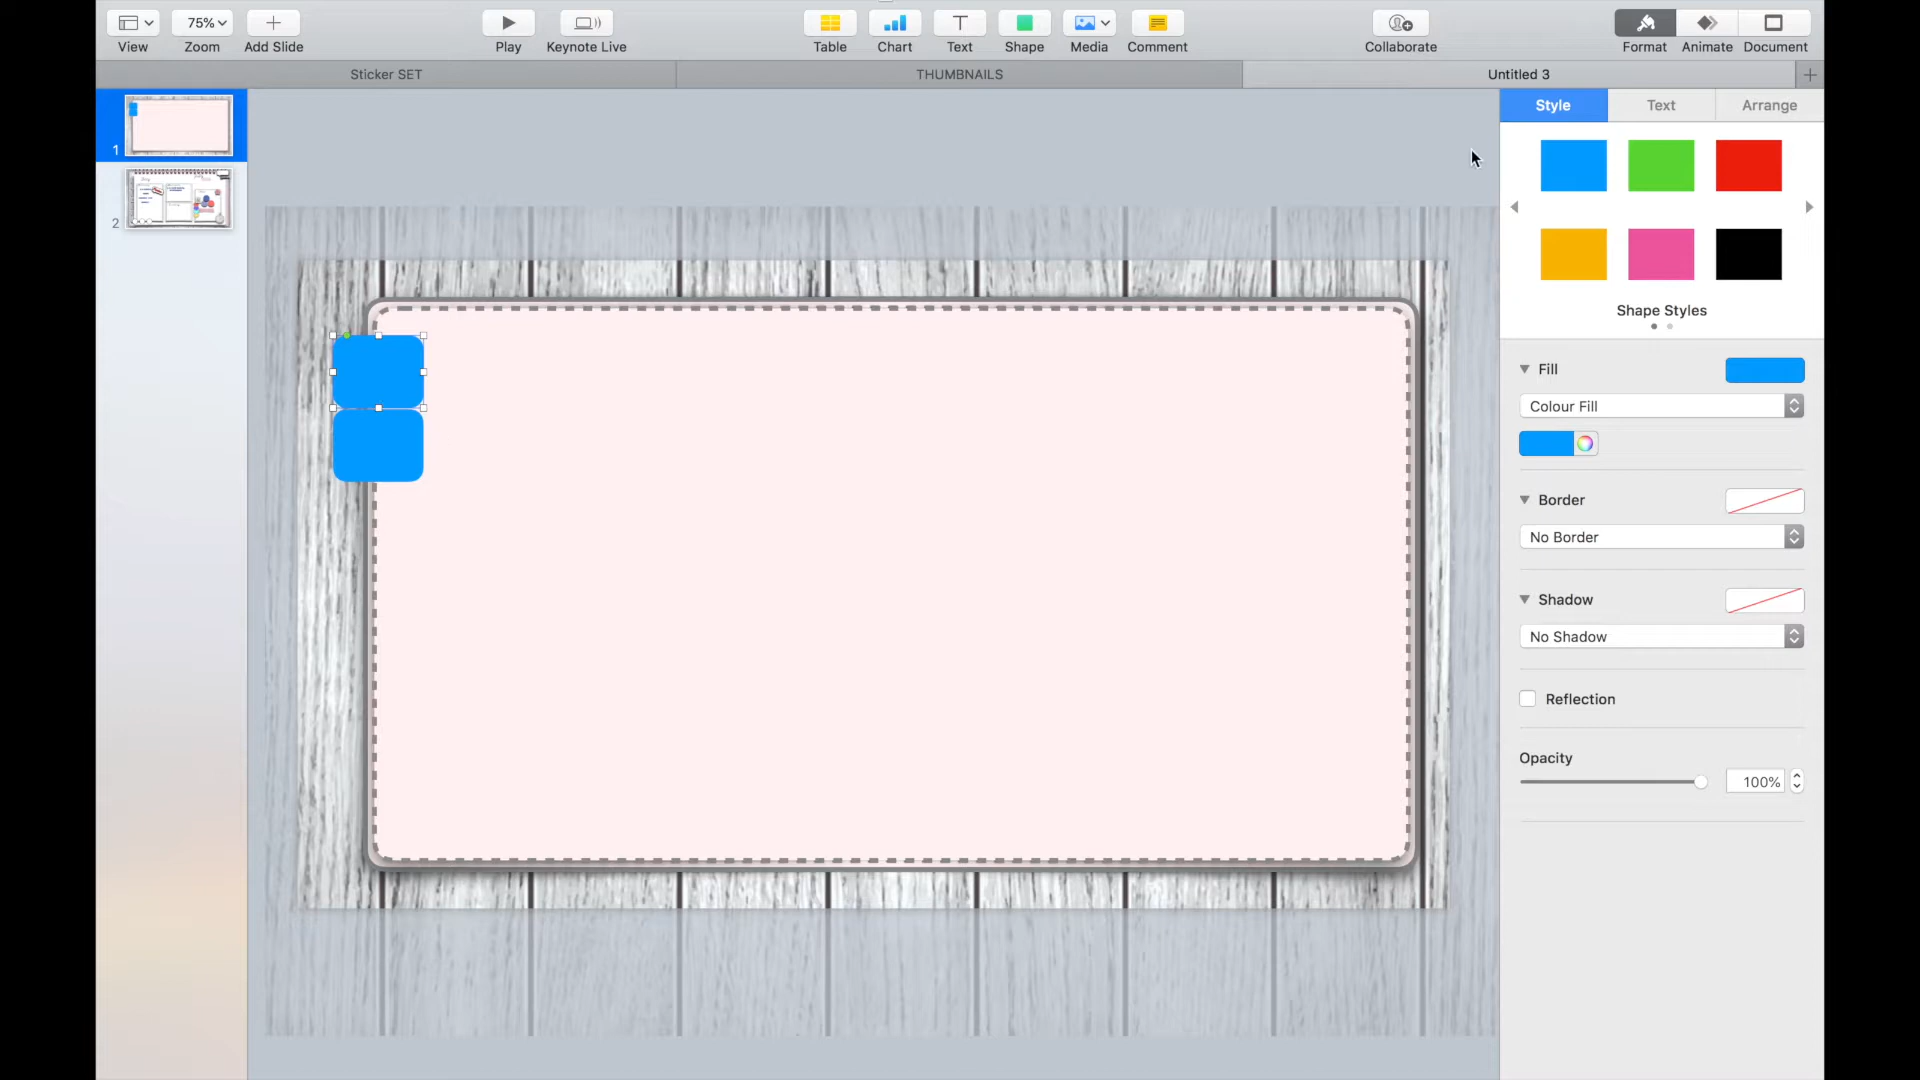 75%
View
Zoom
Add Slide
Play
Keynote Live
Table
Chart
Text
Shape
Media
Comment
Collaborate
Format
Animate
Document
Sticker SET
THUMBNAILS
Untitled 3
1
2
Style
Text
Arrange
Shape Styles
Fill
Colour Fill
Border
No Border
Shadow
No Shadow
Reflection
Opacity
100%